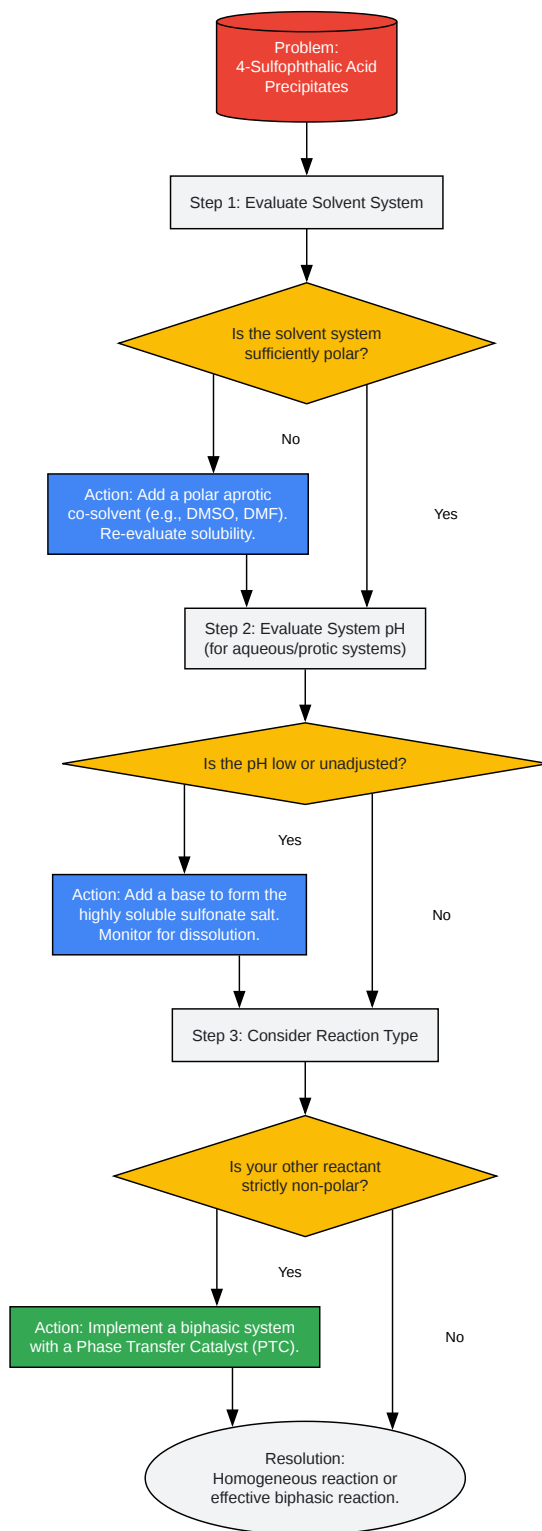 Problem:
4-Sulfophthalic Acid
Precipitates
Step 1: Evaluate Solvent System
Is the solvent system
sufficiently polar?
No
Action: Add a polar aprotic
co-solvent (e.g., DMSO, DMF).
Re-evaluate solubility.
Yes
Step 2: Evaluate System pH
(for aqueous/protic systems)
Is the pH low or unadjusted?
Yes
Action: Add a base to form the
highly soluble sulfonate salt.
Monitor for dissolution.
No
Step 3: Consider Reaction Type
Is your other reactant
strictly non-polar?
Yes
Action: Implement a biphasic system
with a Phase Transfer Catalyst (PTC).
No
Resolution:
Homogeneous reaction or
effective biphasic reaction.